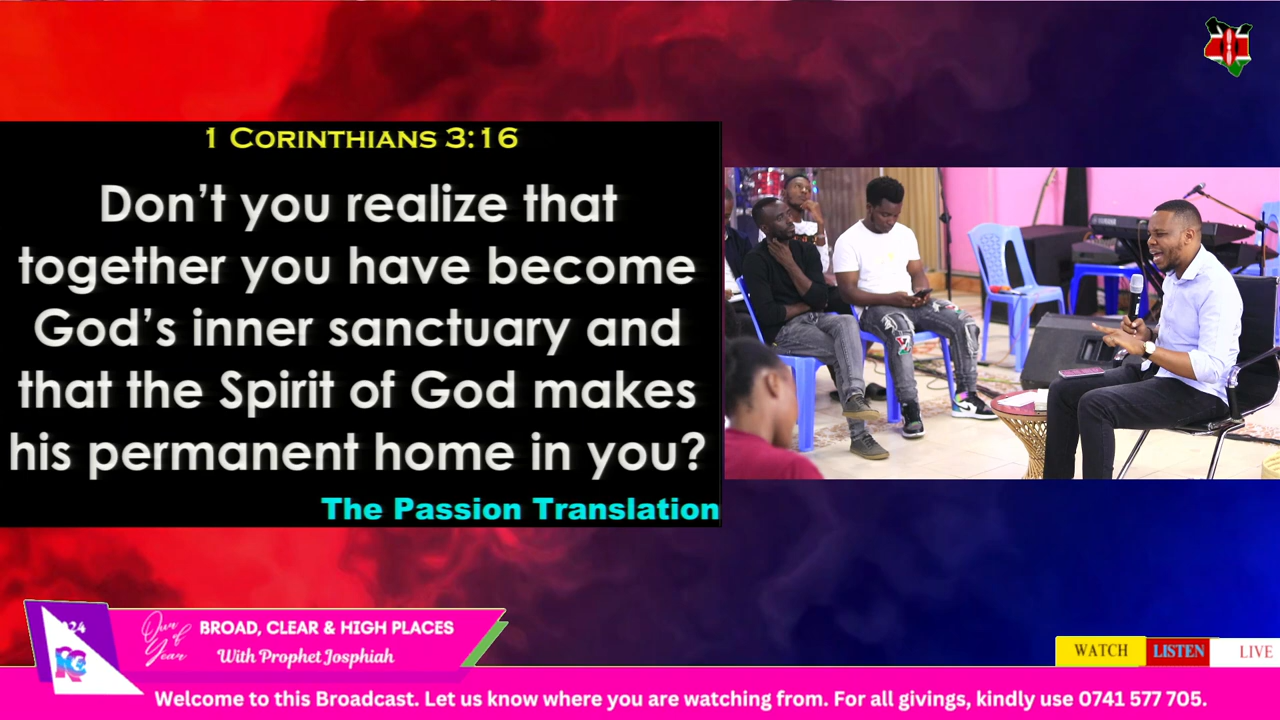 1 CORINTHIANS 3:16
Don't you realize that
together you have become
God's inner sanctuary and
that the Spirit of God makes
his permanent home in you?
The Passion Translation
Our
of
Year
BROAD, CLEAR & HIGH PLACES
With Prophet Josphiah
WATCH
LISTEN
LIVE
Welcome to this Broadcast. Let us know where you are watching from. For all givings, kindly use 0741 577 705.